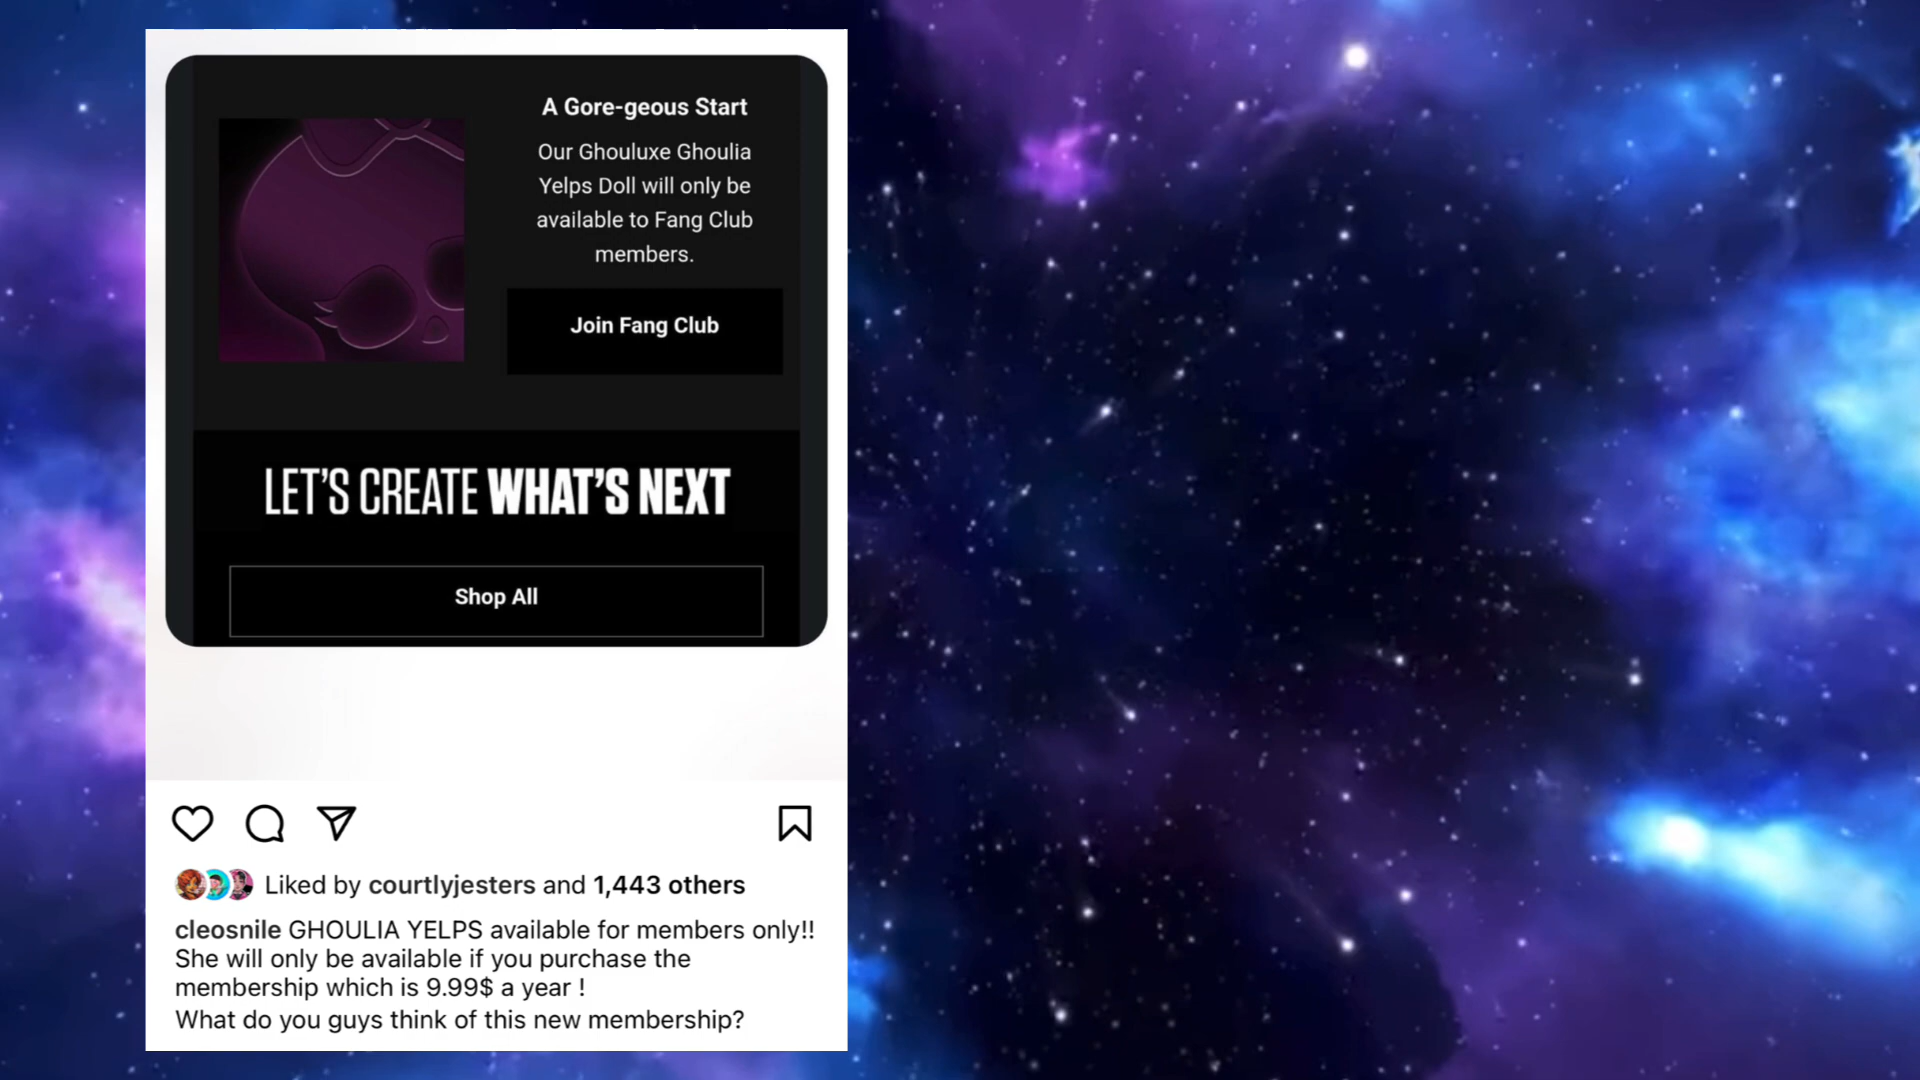 A Gore-geous Start
Our Ghouluxe Ghoulia
Yelps Doll will only be
available to Fang Club
members.
Join Fang Club
LET'S CREATE WHAT'S NEXT
Shop All
Liked by courtlyjesters and 1,443 others
cleosnile GHOULIA YELPS available for members only!!
She will only be available if you purchase the
membership which is 9.99$ a year !
What do you guys think of this new membership?